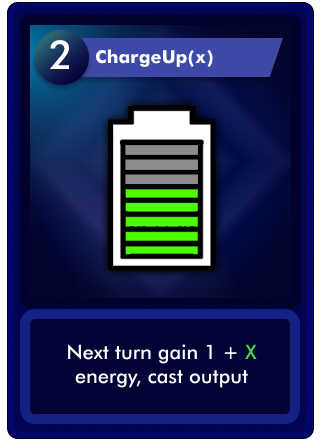 2
ChargeUp(x)
Next turn gain 1 + X
energy, cast output